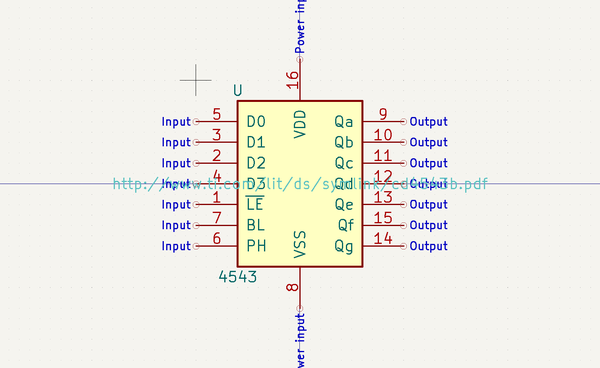 Power in
16
U
VDD
Input 5 D0 Qa 9 Output
Input 3 D1 Qb 10 Output
Input 2 D2 Qc 11 Output
Input 4 D3 Qd 12 Output
http://www.ti.com/lit/ds/symlink/cd4543b.pdf
Input 1 LE Qe 13 Output
Input 7 BL Qf 15 Output
Input 6 PH Qg 14 Output
VSS
4543
8
wer input